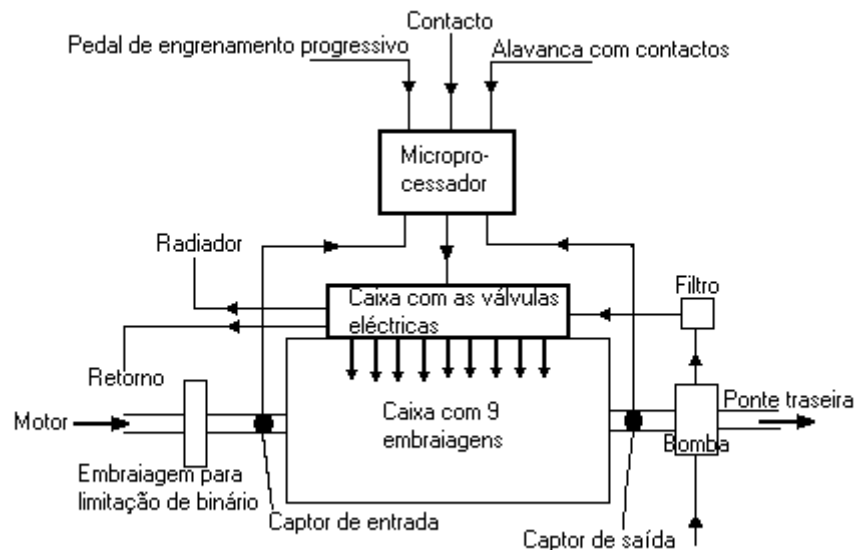 Contacto
Pedal de engrenamento progressivo
Alavanca com contactos
Micropro-
cessador
Radiador
Filtro
Caixa com as válvulas
eléctricas
Retorno
Ponte traseira
Motor
Caixa com 9
embraiagens
Bomba
Embraiagem para
limitação de binário
Captor de entrada
Captor de saída